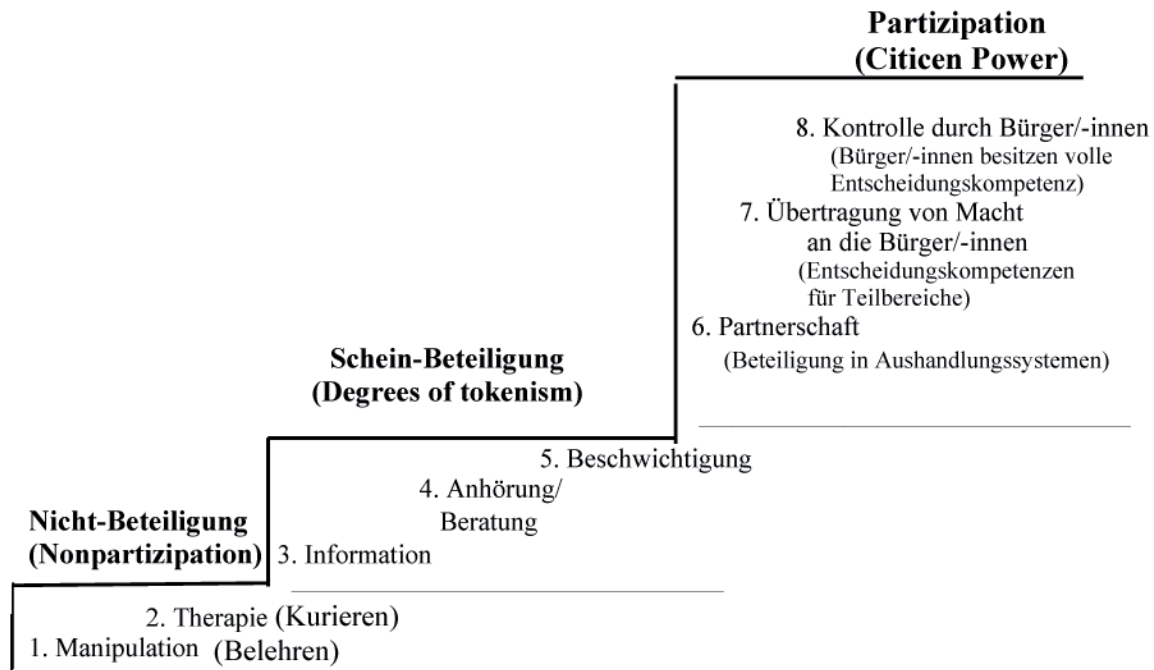 Partizipation
(Citicen Power)
8. Kontrolle durch Bürger/-innen
(Bürger/-innen besitzen volle
Entscheidungskompetenz)
7. Übertragung von Macht
an die Bürger/-innen
(Entscheidungskompetenzen
für Teilbereiche)
6. Partnerschaft
(Beteiligung in Aushandlungssystemen)
Schein-Beteiligung
(Degrees of tokenism)
5. Beschwichtigung
4. Anhörung/
Beratung
3. Information
Nicht-Beteiligung
(Nonpartizipation)
2. Therapie (Kurieren)
1. Manipulation (Belehren)